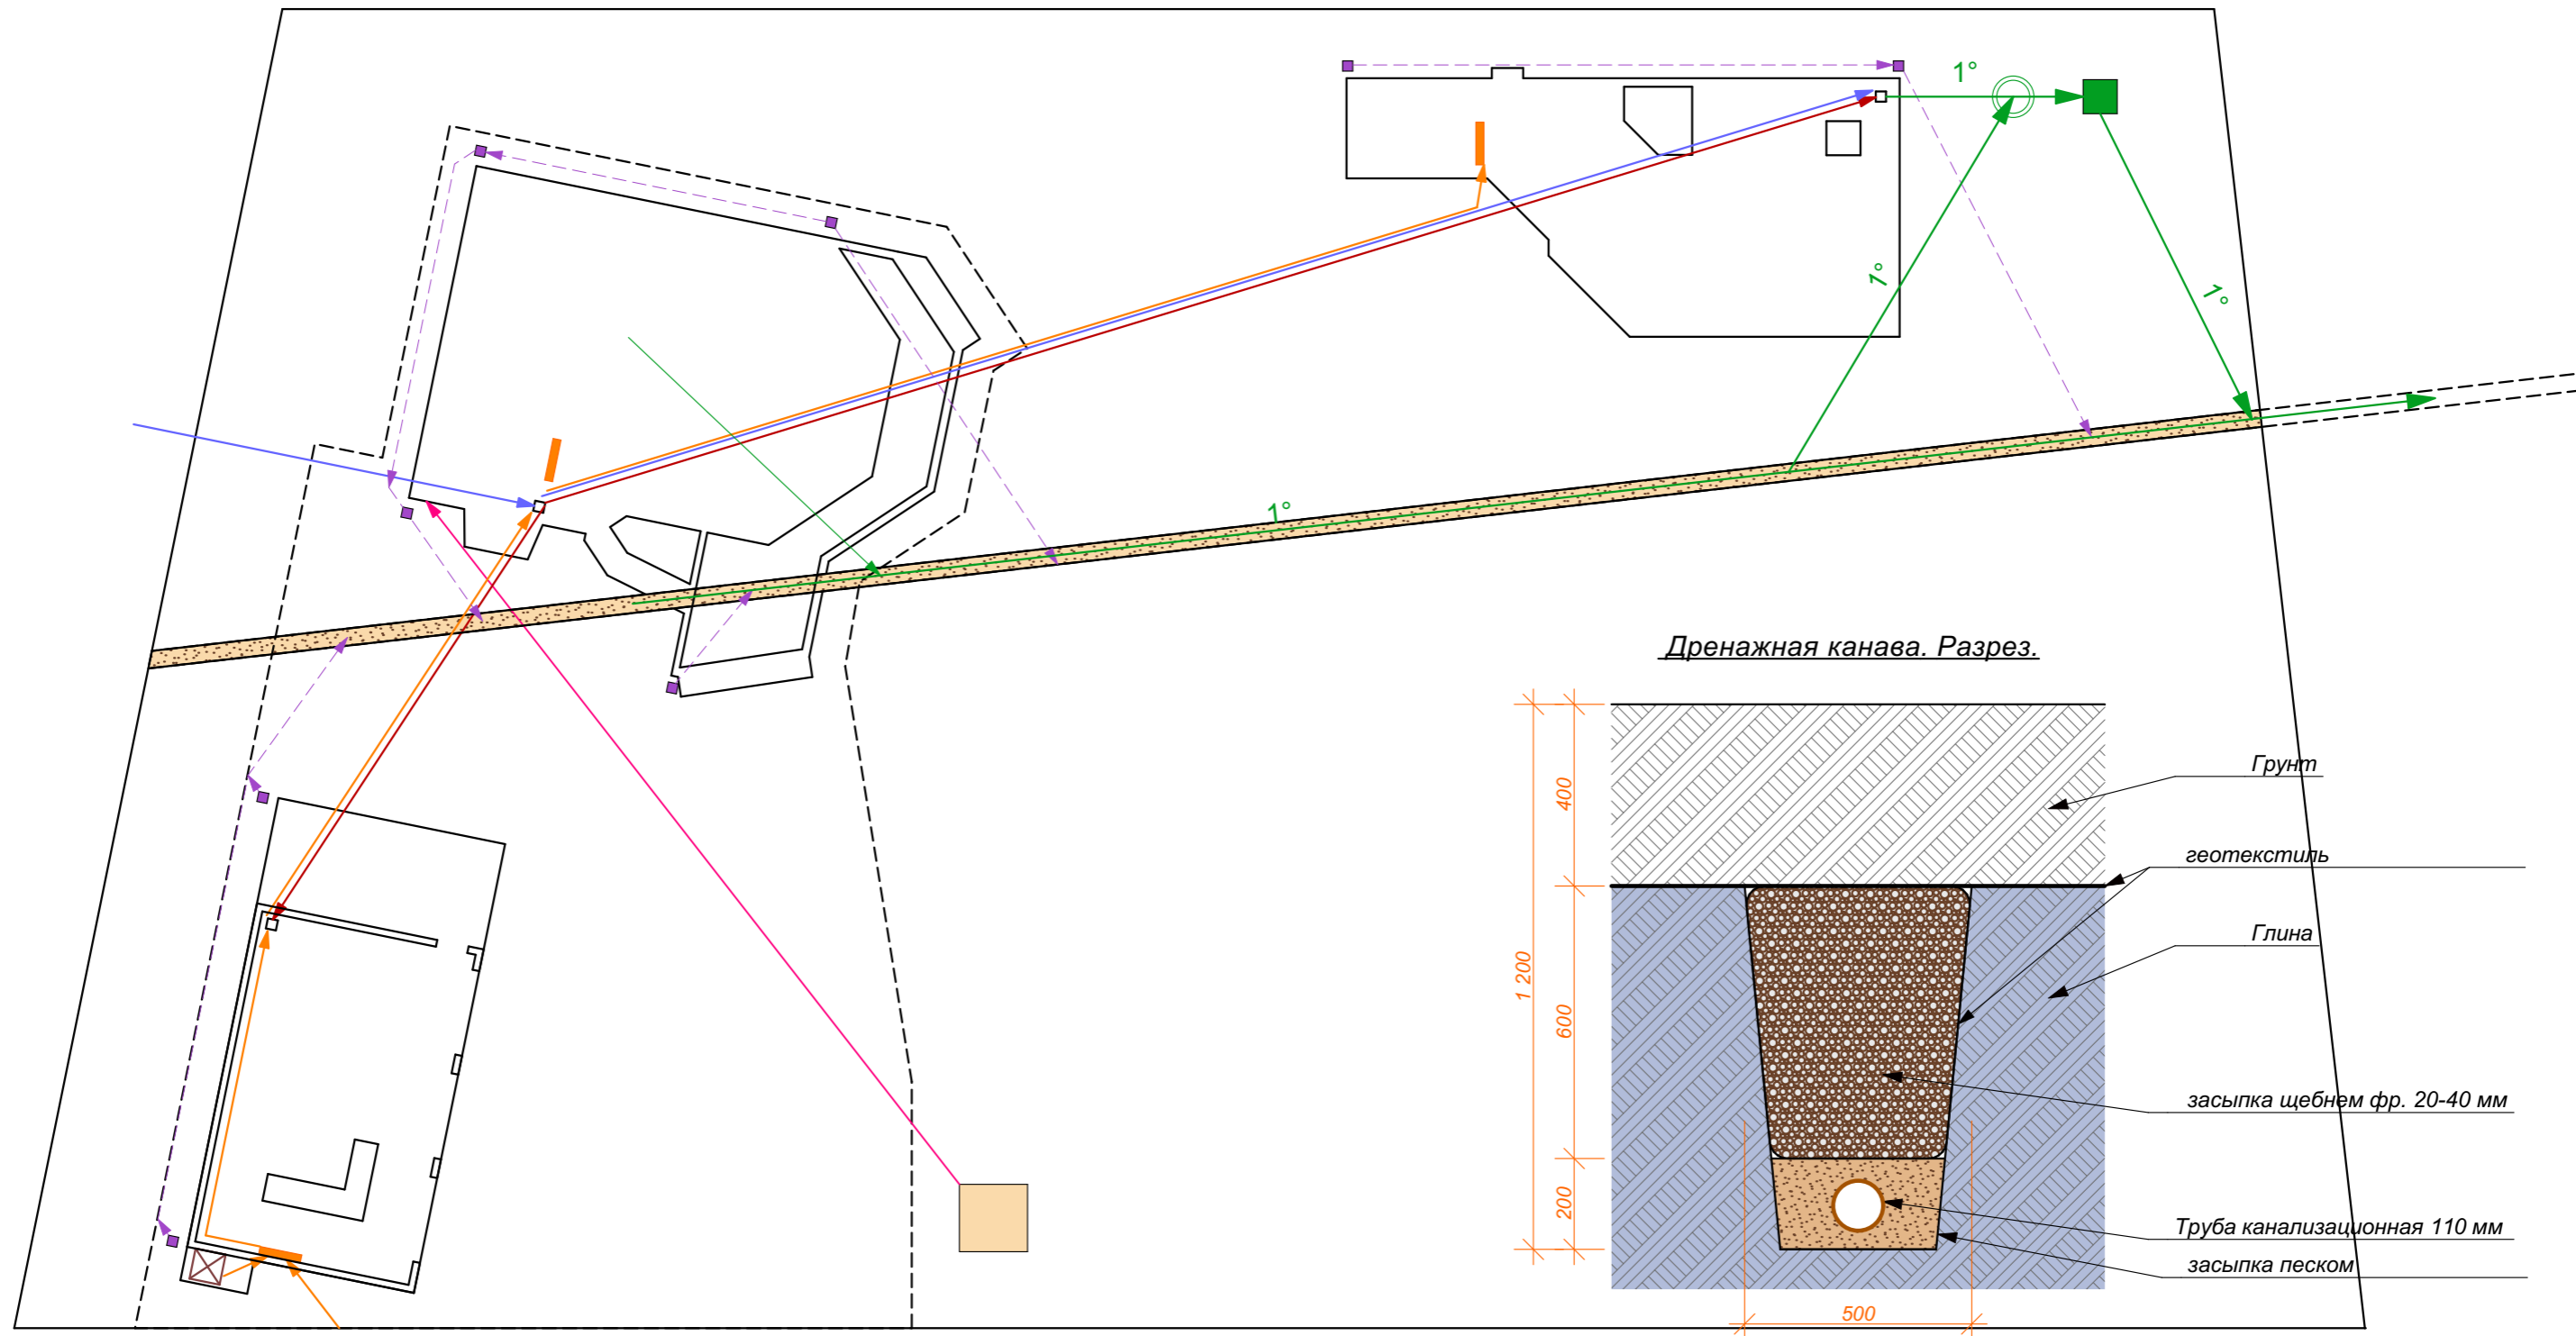 1°
1°
1°
1°
Дренажная канава. Разрез.
Грунт
400
геотекстиль
Глина
1 200
600
засыпка щебнем фр. 20-40 мм
200
Труба канализационная 110 мм
засыпка песком
500